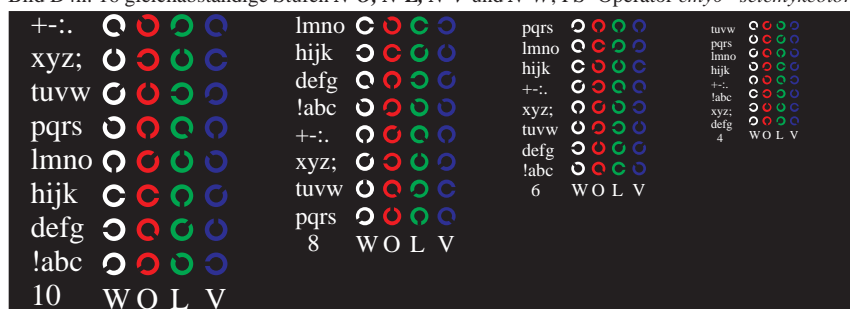 +-:.
xyz;
tuvw
pqrs
lmno
hijk
defg
!abc
10 W O L V
lmno
hijk
defg
!abc
+-:.
xyz;
tuvw
pqrs
8 W O L V
pqrs
lmno
hijk
+-:.
xyz;
tuvw
defg
!abc
6 W O L V
tuvw
pqrs
lmno
hijk
+-:.
!abc
xyz;
defg
4 W O L V